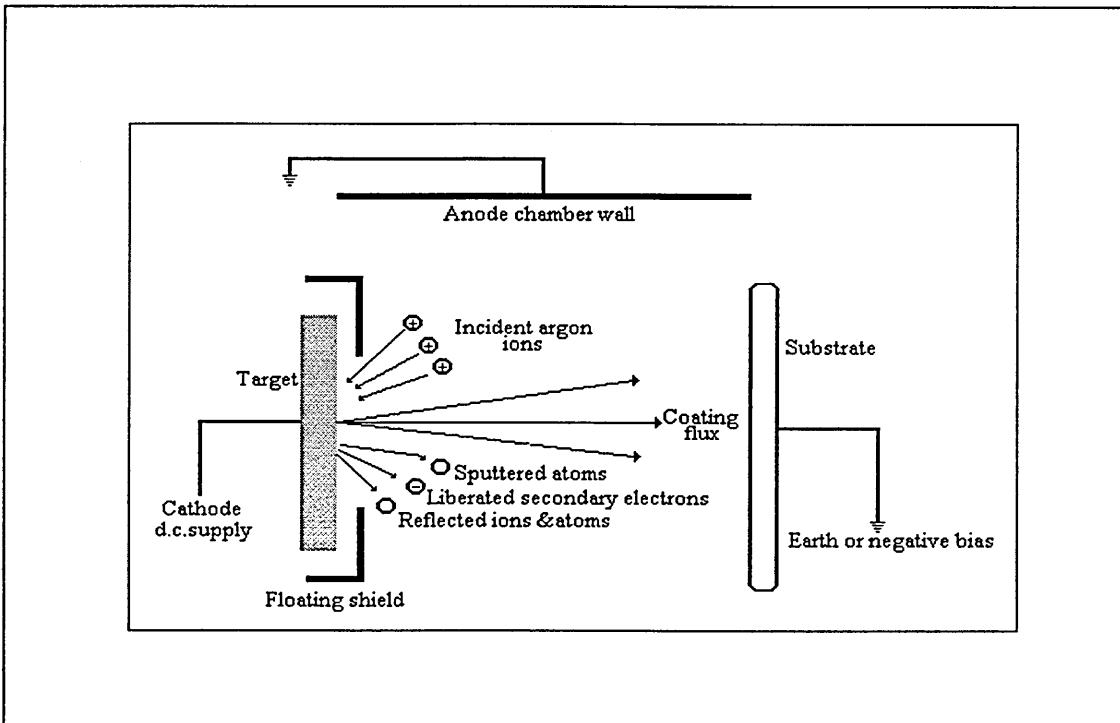 Anode chamber wall
Incident argon
ions
Substrate
Target
Coating
flux
Sputtered atoms
Liberated secondary electrons
Reflected ions &atoms
Cathode
d.c.supply
Earth or negative bias
Floating shield